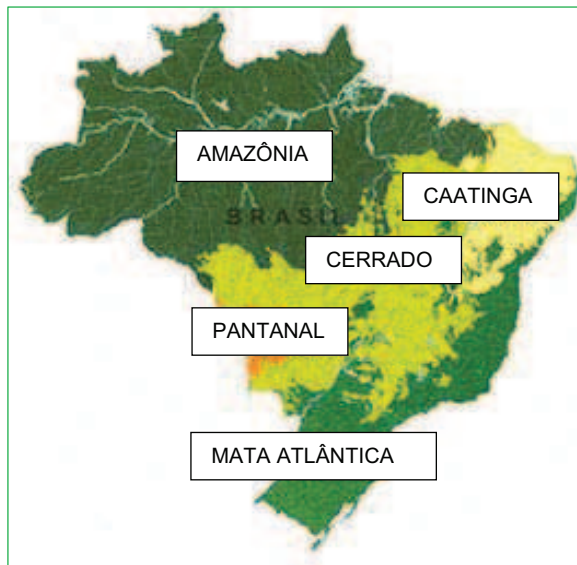 AMAZÔNIA
CAATINGA
BRASIL
CERRADO
PANTANAL
MATA ATLÂNTICA